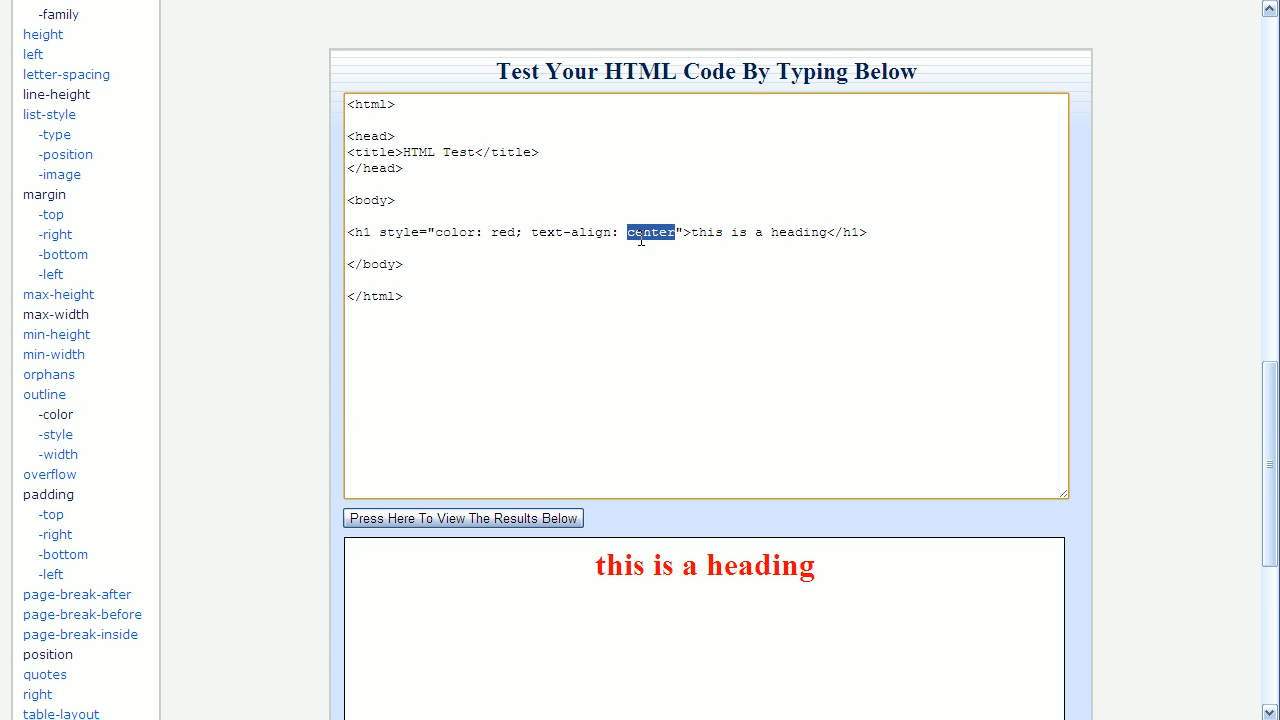 -family
height
left
letter-spacing
line-height
list-style
-type
-position
-image
margin
-top
-right
-bottom
-left
max-height
max-width
min-height
min-width
orphans
outline
-color
-style
-width
overflow
padding
-top
-right
-bottom
-left
page-break-after
page-break-before
page-break-inside
position
quotes
right
table-layout
Test Your HTML Code By Typing Below
<html>
<head>
<title>HTML Test</title>
</head>
<body>
<h1 style="color: red; text-align: center">this is a heading</h1>
</body>
</html>
Press Here To View The Results Below
this is a heading